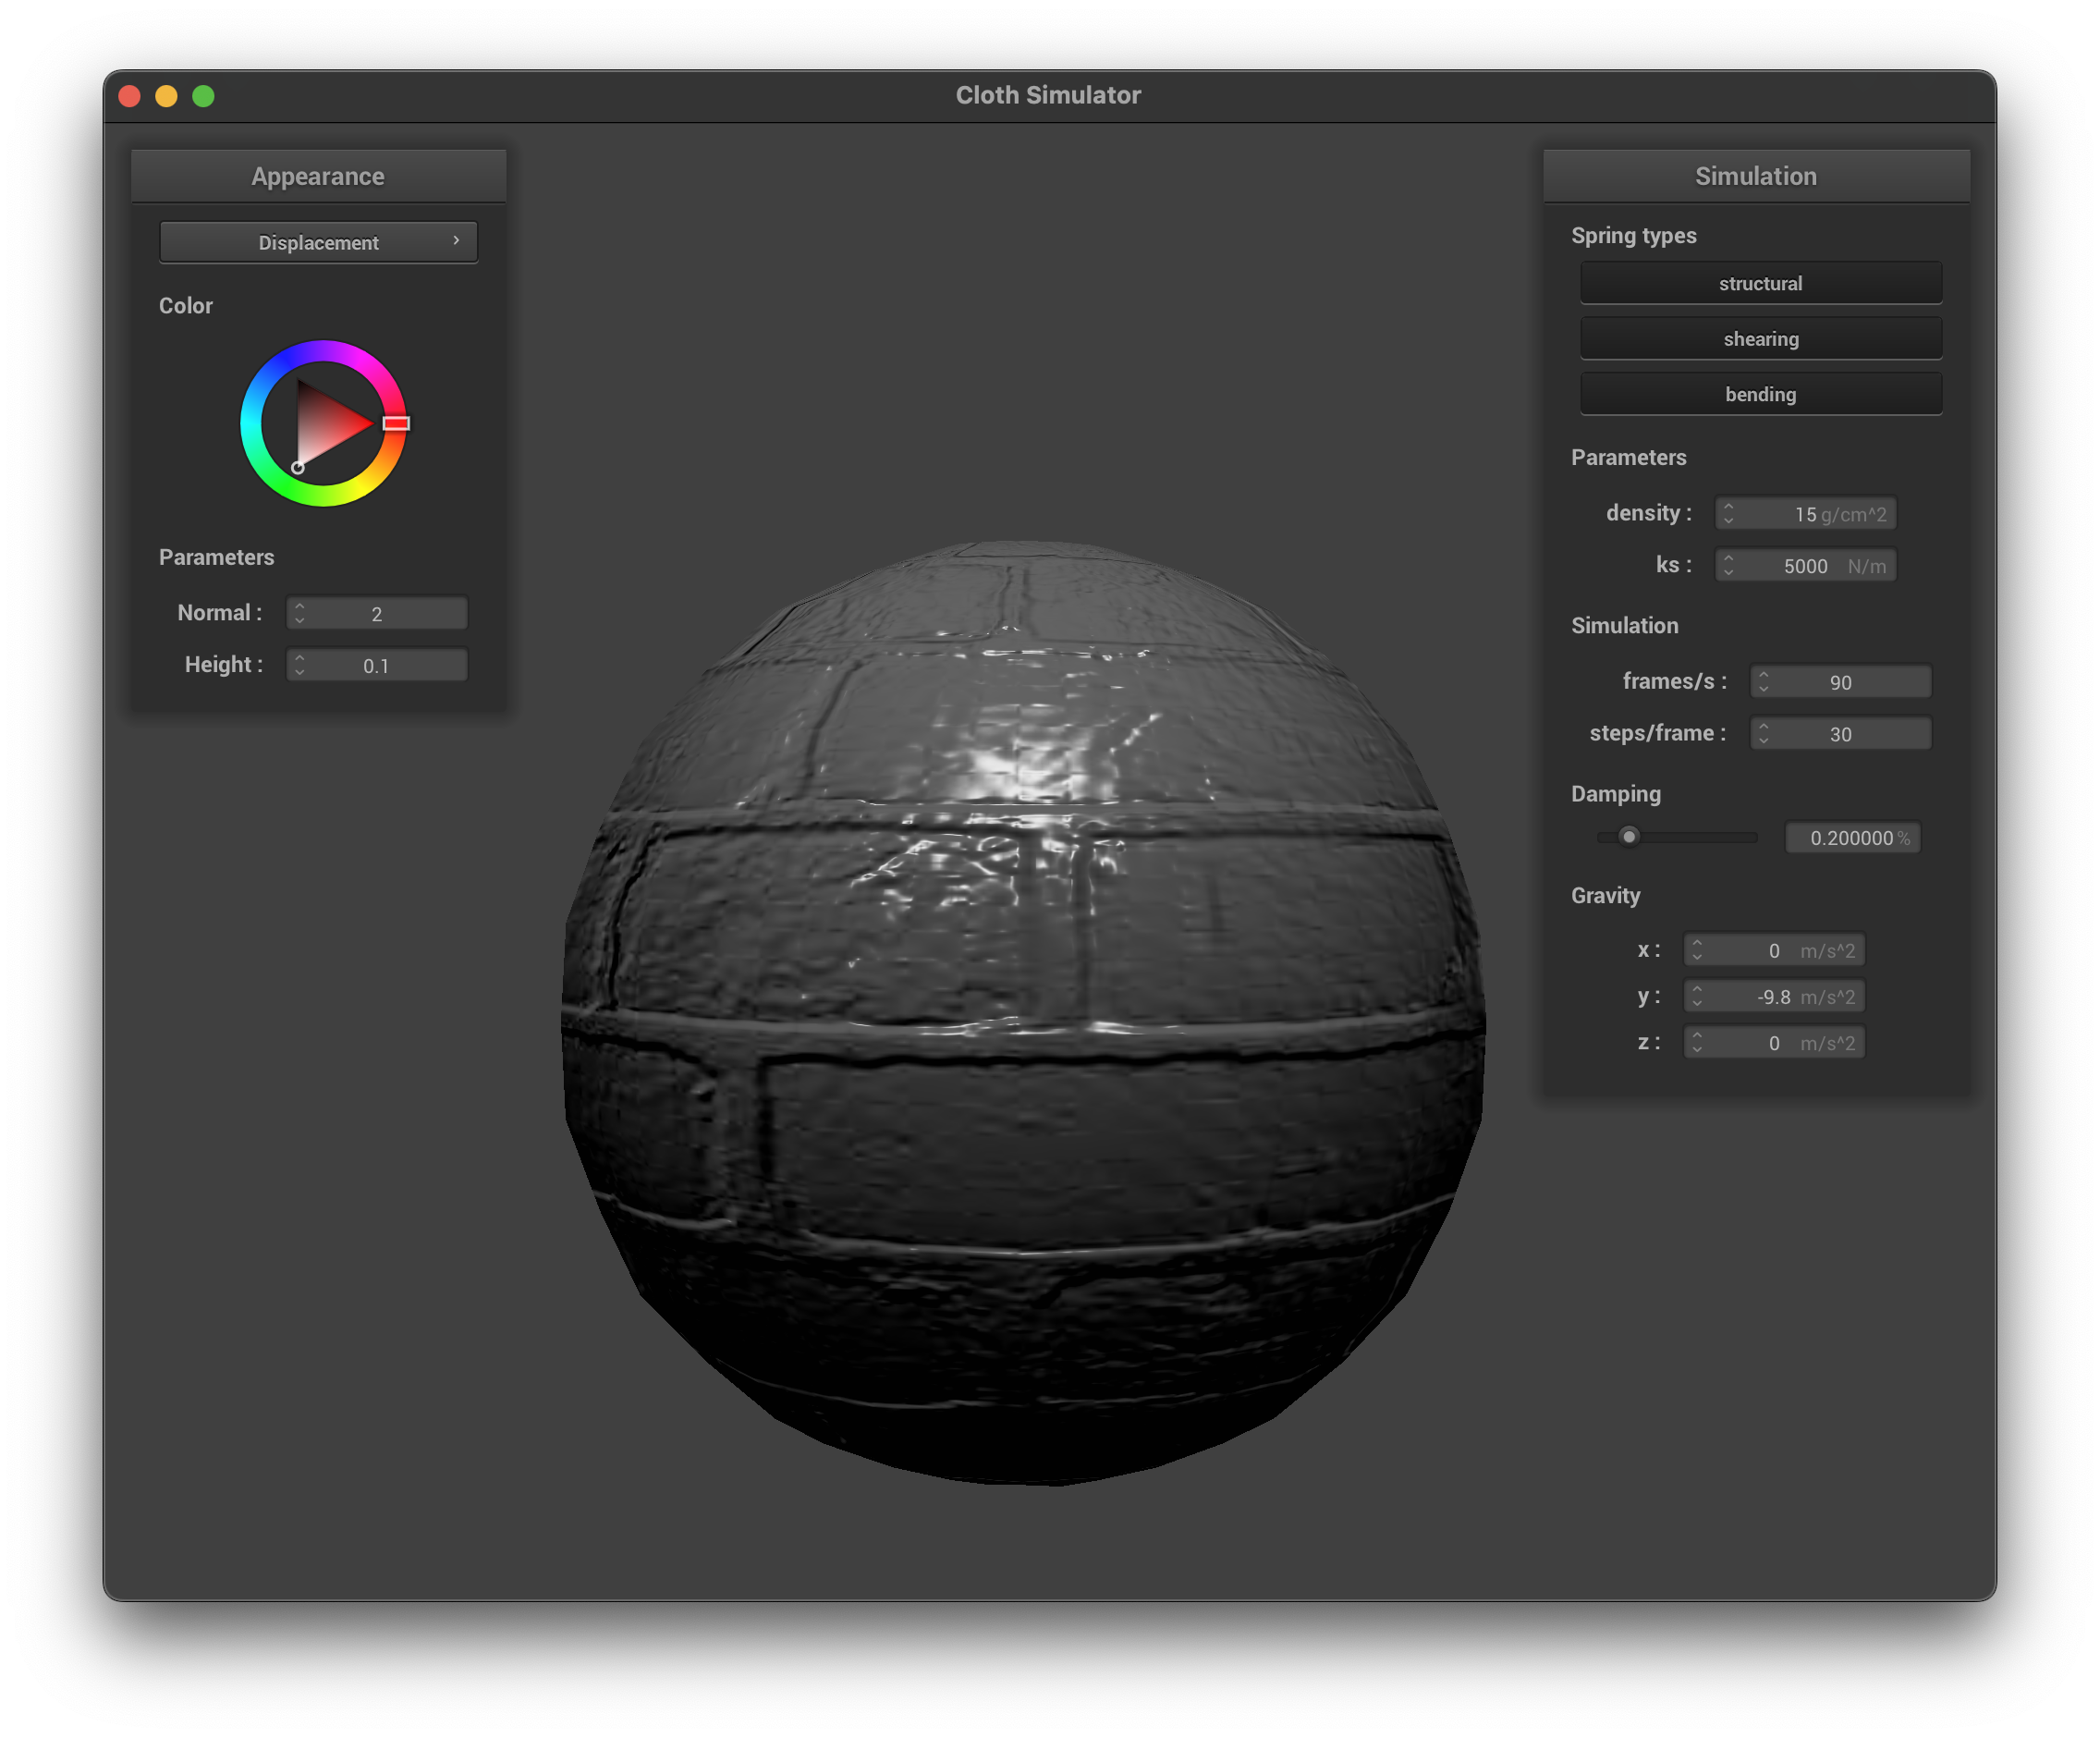 Cloth Simulator
Appearance
Displacement
Color
Parameters
Normal : 2
Height : 0.1
Simulation
Spring types
structural
shearing
bending
Parameters
density : 15 g/cm^2
ks : 5000 N/m
Simulation
frames/s : 90
steps/frame : 30
Damping
0.200000 %
Gravity
x : 0 m/s^2
y : -9.8 m/s^2
z : 0 m/s^2